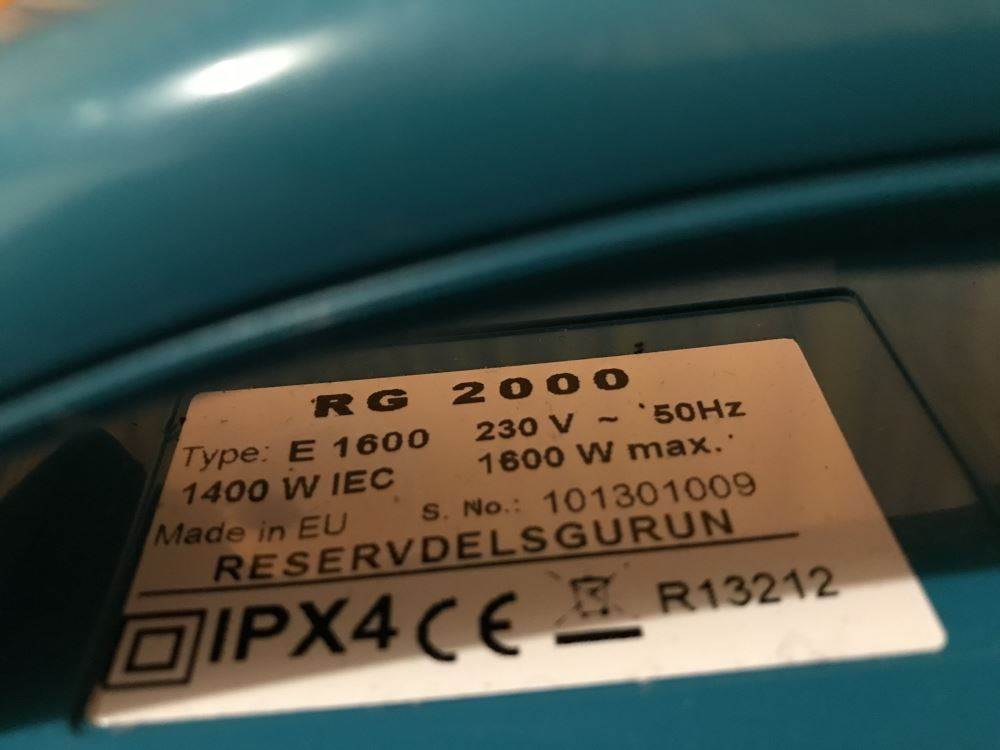 RG 2000
Type: E 1600 230 V ~ 50Hz
1400 W IEC 1600 W max.
Made in EU S. No.: 101301009
RESERVDELSGURUN
IPX4 CE R13212